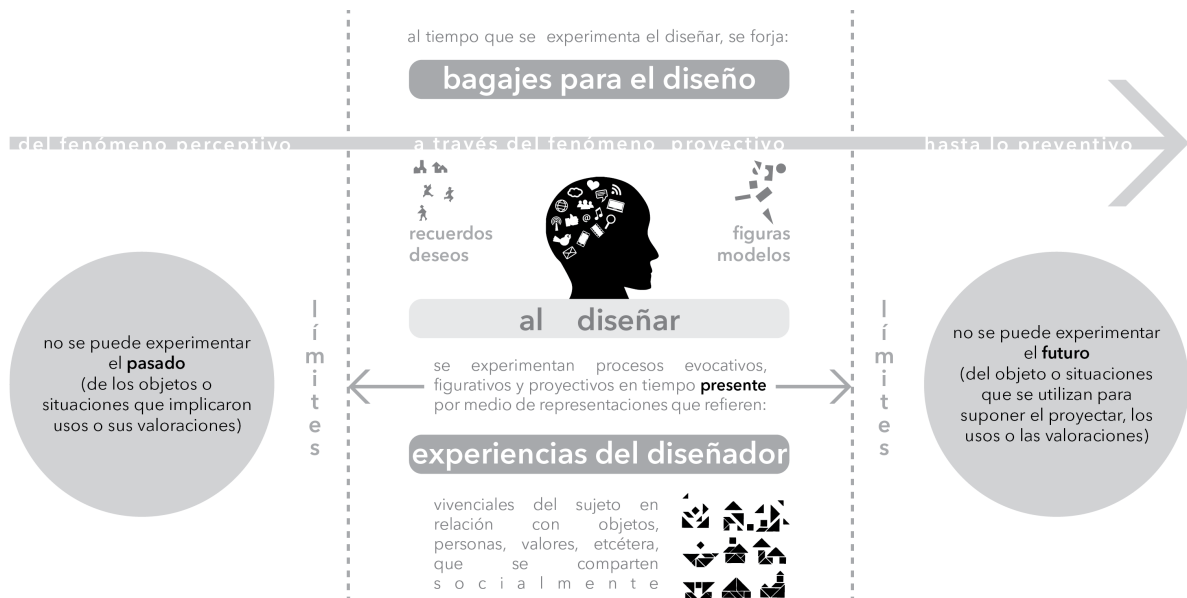 al tiempo que se experimenta el diseñar, se forja:
bagajes para el diseño
del fenómeno perceptivo
a través del fenómeno proyectivo
hasta lo preventivo
recuerdos
deseos
figuras
modelos
al diseñar
no se puede experimentar
el pasado
(de los objetos o
situaciones que implicaron
usos o sus valoraciones)
límites
se experimentan procesos evocativos,
figurativos y proyectivos en tiempo presente
por medio de representaciones que refieren:
límites
no se puede experimentar
el futuro
(del objeto o situaciones
que se utilizan para
suponer el proyectar, los
usos o las valoraciones)
experiencias del diseñador
vivenciales del sujeto en
relación con objetos,
personas, valores, etcétera,
que se comparten
socialmente